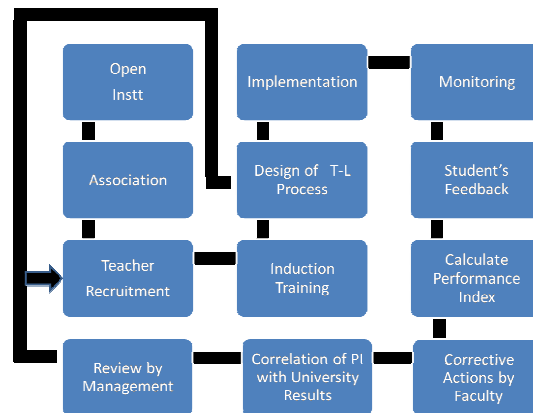 Open
Instt
Implementation
Monitoring
Association
Design of T-L
Process
Student's
Feedback
Teacher
Recruitment
Induction
Training
Calculate
Performance
Index
Review by
Management
Correlation of PI
with University
Results
Corrective
Actions by
Faculty